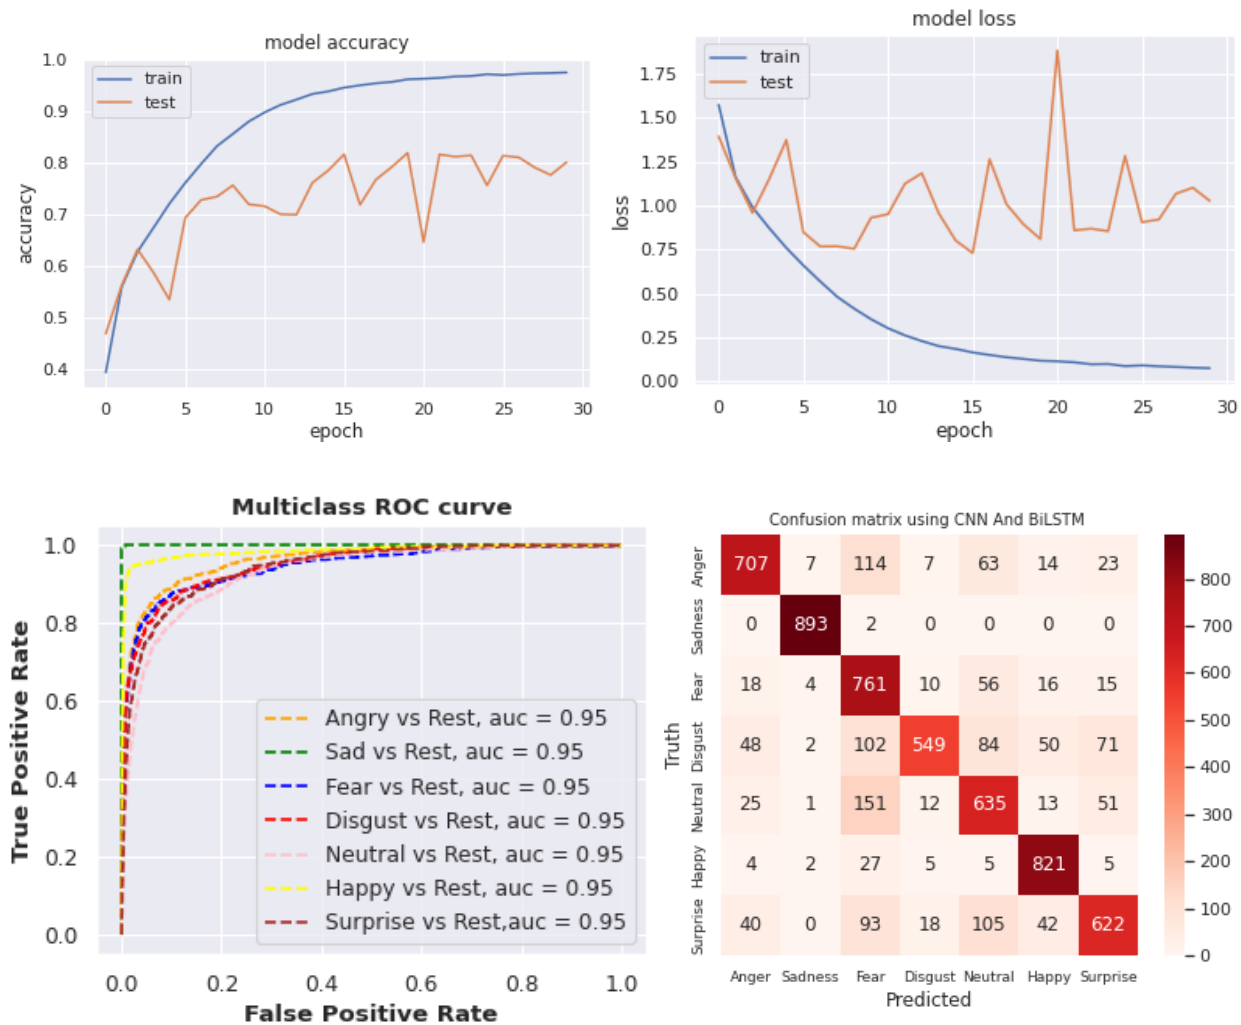 model accuracy
train
test
1.0
0.9
0.8
0.7
0.6
0.5
0.4
accuracy
0 5 10 15 20 25 30
epoch
model loss
train
test
1.75
1.50
1.25
1.00
0.75
0.50
0.25
0.00
loss
0 5 10 15 20 25 30
epoch
Multiclass ROC curve
1.0
0.8
0.6
0.4
0.2
0.0
True Positive Rate
Angry vs Rest, auc = 0.95
Sad vs Rest, auc = 0.95
Fear vs Rest, auc = 0.95
Disgust vs Rest, auc = 0.95
Neutral vs Rest, auc = 0.95
Happy vs Rest, auc = 0.95
Surprise vs Rest,auc = 0.95
0.0 0.2 0.4 0.6 0.8 1.0
False Positive Rate
Confusion matrix using CNN And BiLSTM
Truth
Anger 707 7 114 7 63 14 23
Sadness 0 893 2 0 0 0 0
Fear 18 4 761 10 56 16 15
Disgust 48 2 102 549 84 50 71
Neutral 25 1 151 12 635 13 51
Happy 4 2 27 5 5 821 5
Surprise 40 0 93 18 105 42 622
Anger Sadness Fear Disgust Neutral Happy Surprise
Predicted
800
700
600
500
400
300
200
100
0